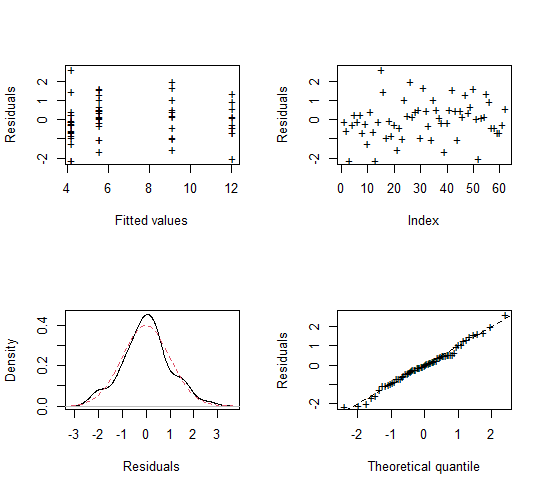 Residuals
-2 0 1 2
4 6 8 10 12
Fitted values
Residuals
-2 0 1 2
0 10 20 30 40 50 60
Index
Density
0.0 0.2 0.4
-3 -2 -1 0 1 2 3
Residuals
Residuals
-2 0 1 2
-2 -1 0 1 2
Theoretical quantile